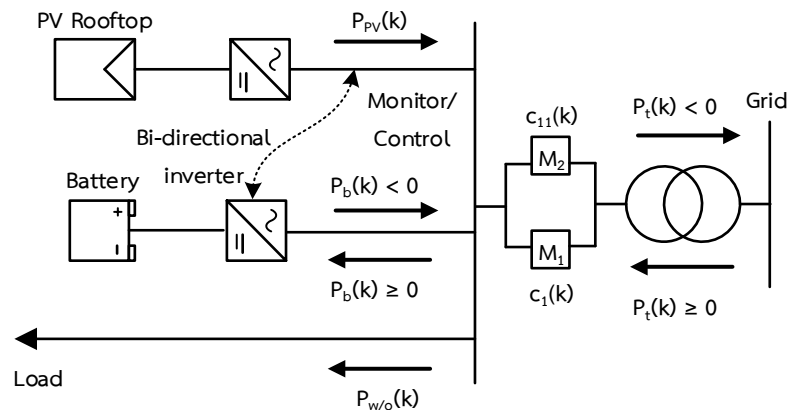 PV Rooftop
P_PV(k)
Monitor/
Control
Bi-directional
inverter
c_11(k)
M_2
P_t(k) < 0
Grid
Battery
+
P_b(k) < 0
M_1
c_1(k)
P_b(k) ≥ 0
P_t(k) ≥ 0
Load
P_w/o(k)